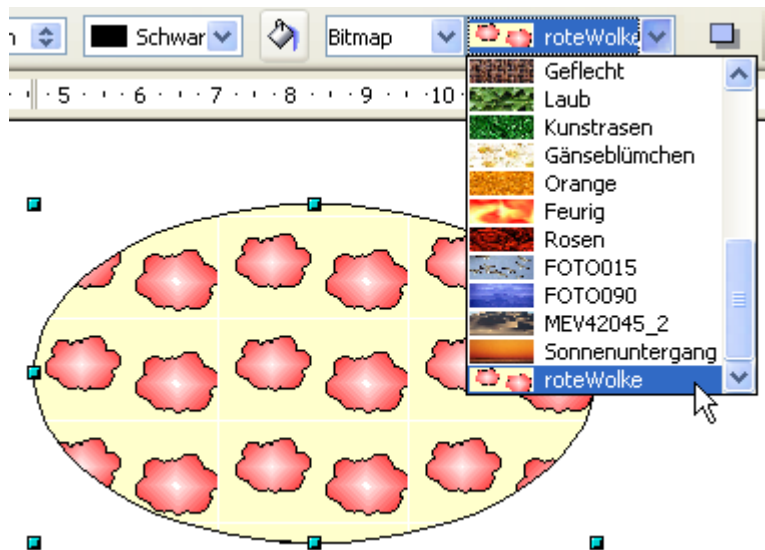 n Schwar Bitmap roteWolke
5 6 7 8 9 10
Geflecht
Laub
Kunstrasen
Gänseblümchen
Orange
Feurig
Rosen
FOTO015
FOTO090
MEV42045_2
Sonnenuntergang
roteWolke